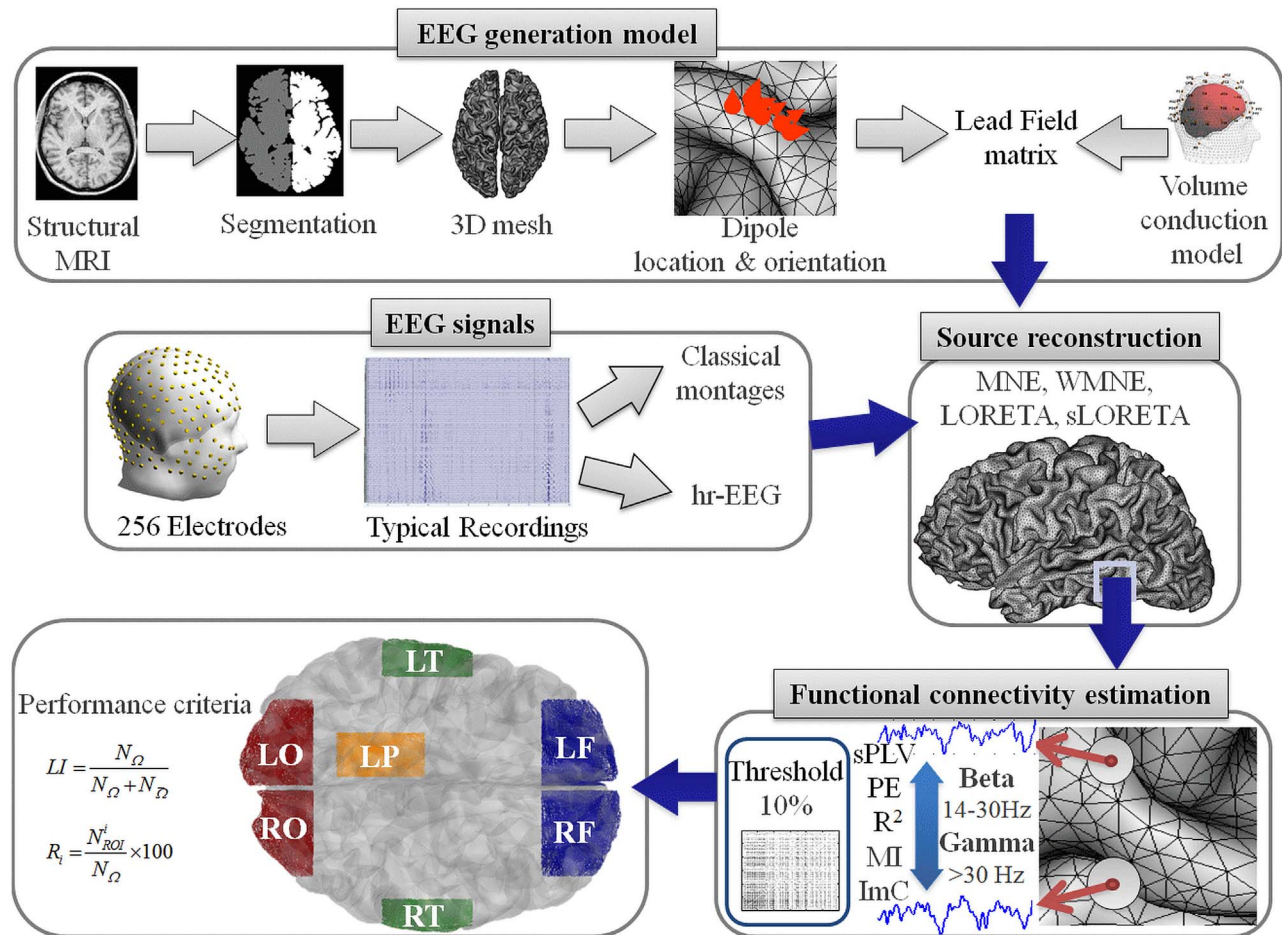 EEG generation model
Structural
MRI
Segmentation
3D mesh
Dipole
location & orientation
Lead Field
matrix
Volume
conduction
model
EEG signals
256 Electrodes
Typical Recordings
Classical
montages
hr-EEG
Source reconstruction
MNE, WMNE,
LORETA, sLORETA
Functional connectivity estimation
Threshold
10%
sPLV
PE
R²
MI
ImC
Beta
14-30Hz
Gamma
>30 Hz
Performance criteria
LI = N_Ω / (N_Ω + N_Ω̄)
R_i = N^i_ROI / N_Ω ×100
LT
LO
LP
LF
RO
RF
RT